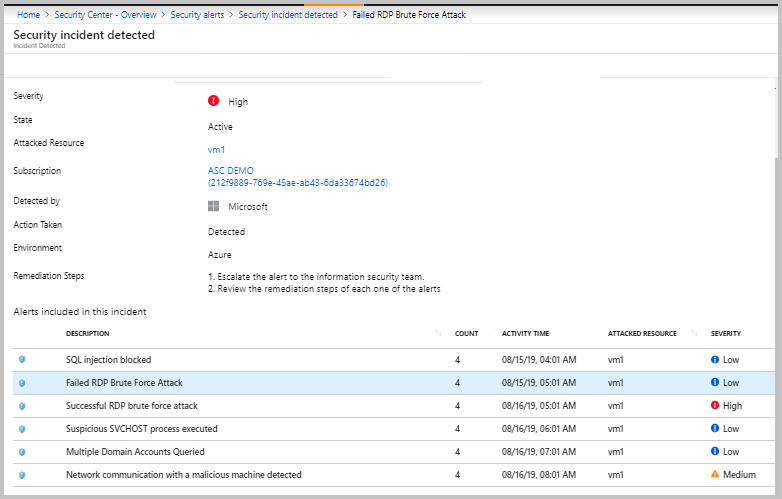 Home > Security Center - Overview > Security alerts > Security incident detected > Failed RDP Brute Force Attack
Security incident detected
Incident Detected
Severity High
State Active
Attacked Resource vm1
Subscription ASC DEMO
(212f9889-769e-45ae-ab43-6da33674bd26)
Detected by Microsoft
Action Taken Detected
Environment Azure
Remediation Steps 1. Escalate the alert to the information security team.
2. Review the remediation steps of each one of the alerts
Alerts included in this incident
DESCRIPTION COUNT ACTIVITY TIME ATTACKED RESOURCE SEVERITY
SQL injection blocked 4 08/15/19, 04:01 AM vm1 Low
Failed RDP Brute Force Attack 4 08/15/19, 05:01 AM vm1 Low
Successful RDP brute force attack 4 08/16/19, 05:01 AM vm1 High
Suspicious SVCHOST process executed 4 08/16/19, 06:01 AM vm1 Low
Multiple Domain Accounts Queried 4 08/16/19, 07:01 AM vm1 Low
Network communication with a malicious machine detected 4 08/16/19, 08:01 AM vm1 Medium